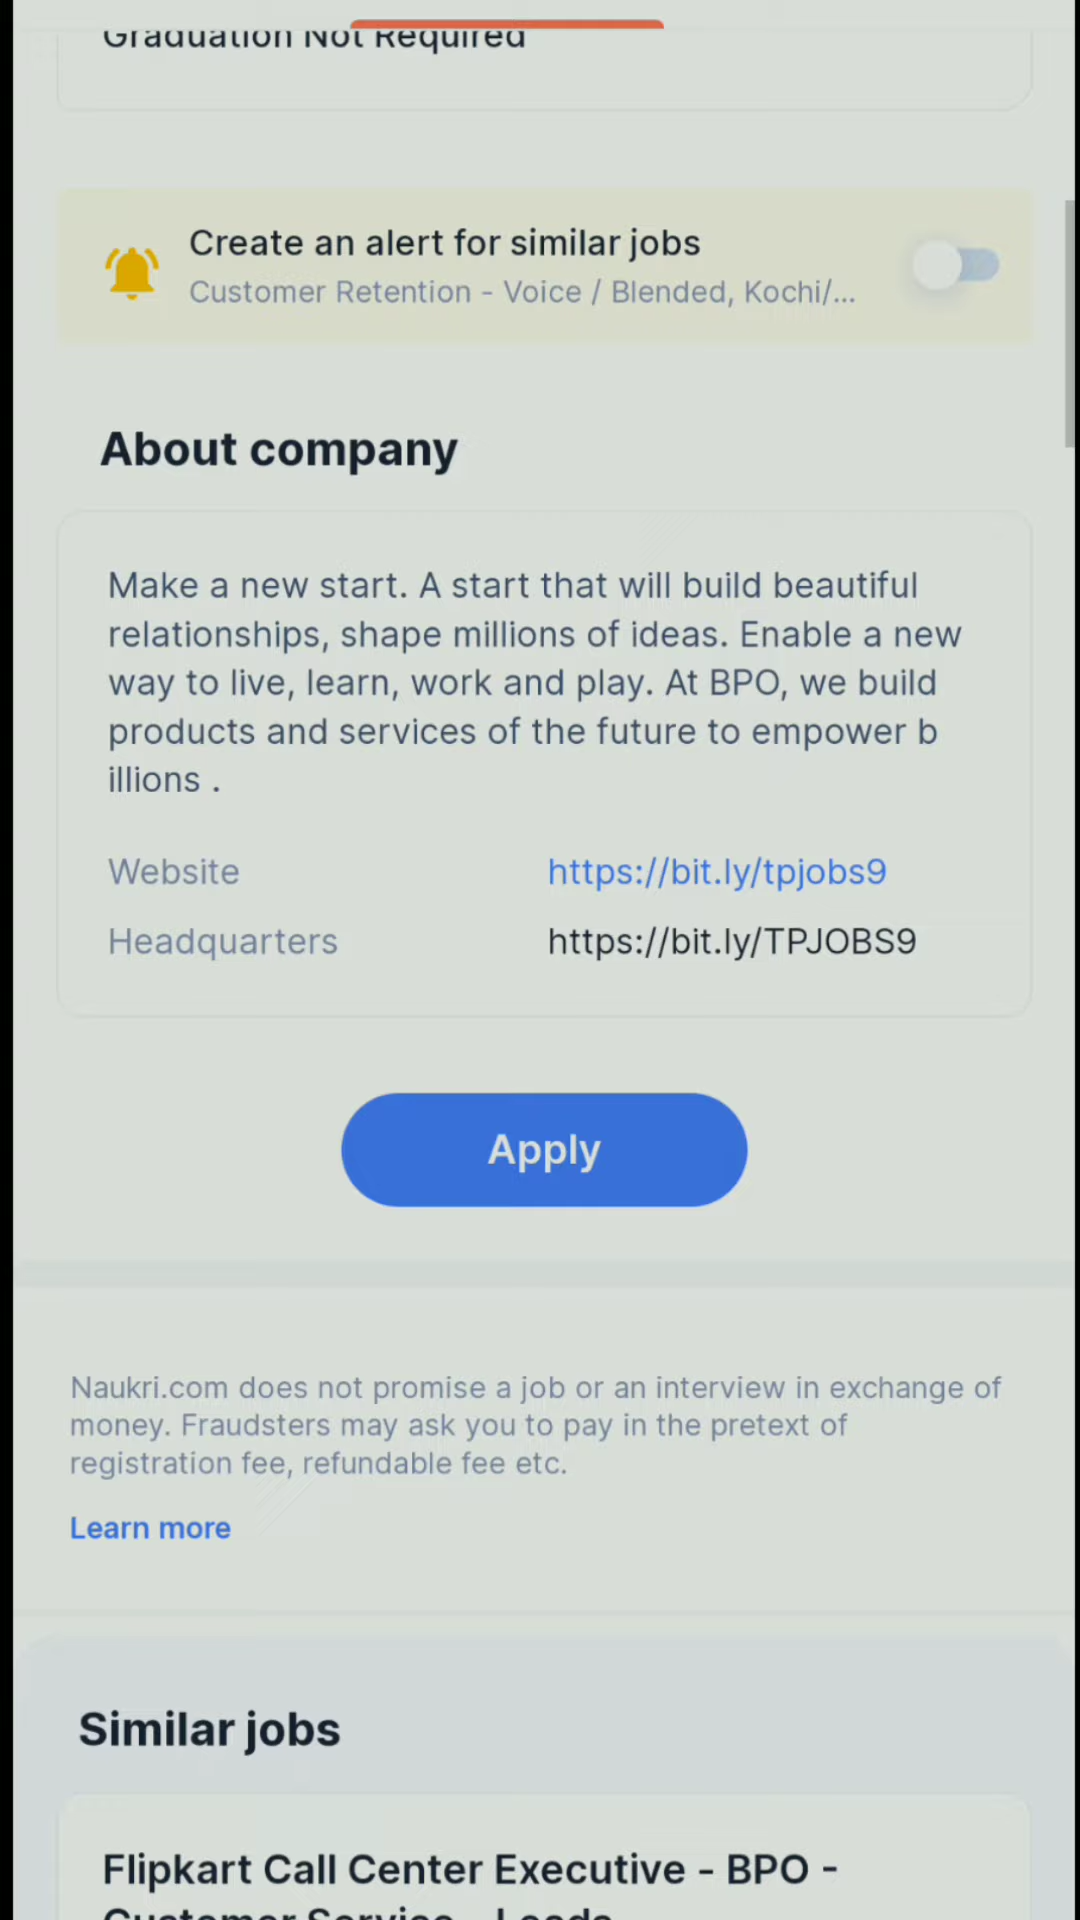 Graduation Not Required
Create an alert for similar jobs
Customer Retention - Voice / Blended, Kochi/...
About company
Make a new start. A start that will build beautiful
relationships, shape millions of ideas. Enable a new
way to live, learn, work and play. At BPO, we build
products and services of the future to empower b
illions .
Website https://bit.ly/tpjobs9
Headquarters https://bit.ly/TPJOBS9
Apply
Naukri.com does not promise a job or an interview in exchange of
money. Fraudsters may ask you to pay in the pretext of
registration fee, refundable fee etc.
Learn more
Similar jobs
Flipkart Call Center Executive - BPO -
Customer Service - Leads